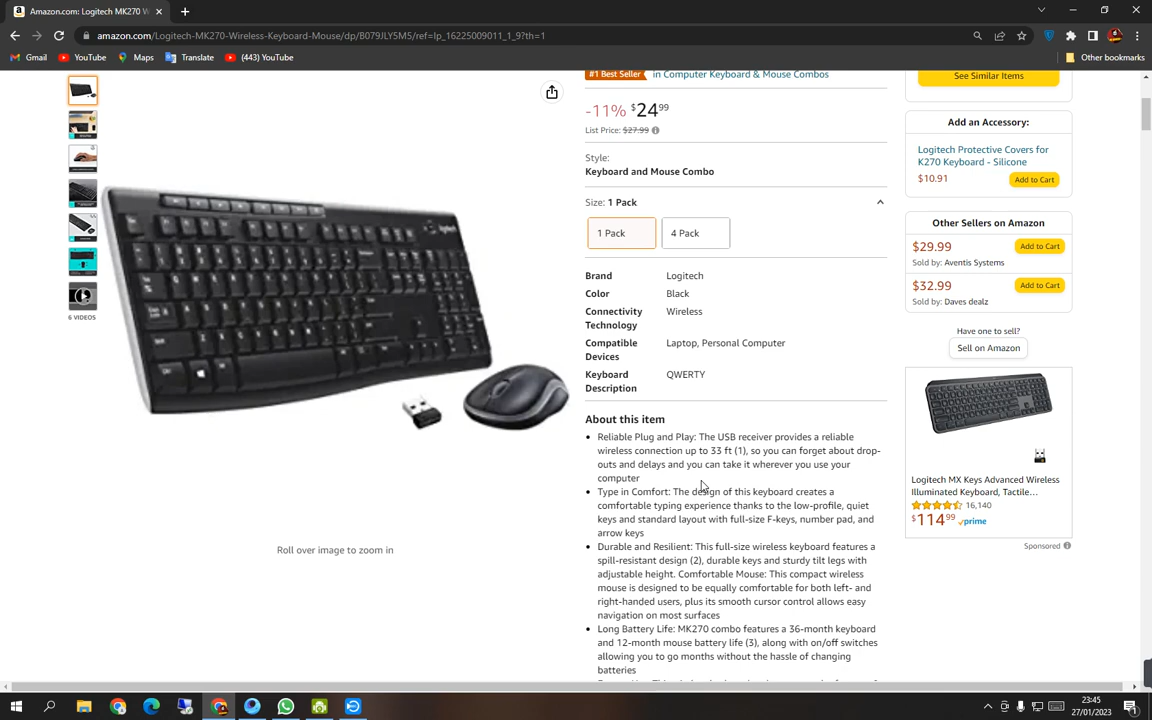 Amazon.com: Logitech MK270 W
amazon.com/Logitech-MK270-Wireless-Keyboard-Mouse/dp/B079JLY5M5/ref=lp_16225009011_1_9?th=1
Gmail
YouTube
Maps
Translate
(443) YouTube
Other bookmarks
6 VIDEOS
logitech
Roll over image to zoom in
#1 Best Seller in Computer Keyboard & Mouse Combos
-11% $24 99
List Price: $27.99
Style:
Keyboard and Mouse Combo
Size: 1 Pack
1 Pack
4 Pack
Brand Logitech
Color Black
Connectivity Wireless
Technology
Compatible Laptop, Personal Computer
Devices
Keyboard QWERTY
Description
About this item
Reliable Plug and Play: The USB receiver provides a reliable
wireless connection up to 33 ft (1), so you can forget about drop-
outs and delays and you can take it wherever you use your
computer
Type in Comfort: The design of this keyboard creates a
comfortable typing experience thanks to the low-profile, quiet
keys and standard layout with full-size F-keys, number pad, and
arrow keys
Durable and Resilient: This full-size wireless keyboard features a
spill-resistant design (2), durable keys and sturdy tilt legs with
adjustable height. Comfortable Mouse: This compact wireless
mouse is designed to be equally comfortable for both left- and
right-handed users, plus its smooth cursor control allows easy
navigation on most surfaces
Long Battery Life: MK270 combo features a 36-month keyboard
and 12-month mouse battery life (3), along with on/off switches
allowing you to go months without the hassle of changing
batteries
See Similar Items
Add an Accessory:
Logitech Protective Covers for
K270 Keyboard - Silicone
$10.91
Add to Cart
Other Sellers on Amazon
$29.99
Add to Cart
Sold by: Aventis Systems
$32.99
Add to Cart
Sold by: Daves dealz
Have one to sell?
Sell on Amazon
Logitech MX Keys Advanced Wireless
Illuminated Keyboard, Tactile...
16,140
$114 99 prime
Sponsored
23:45
27/01/2023